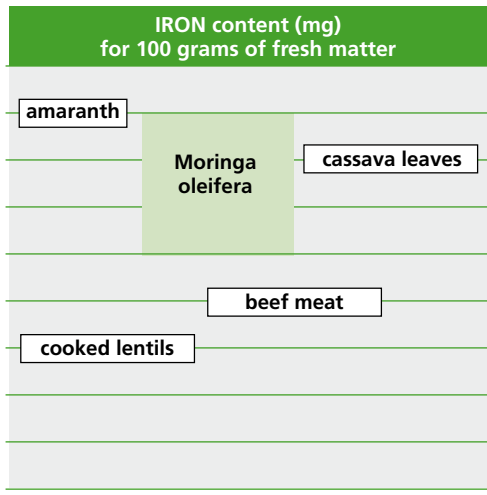 IRON content (mg)
for 100 grams of fresh matter
amaranth
Moringa
oleifera
cassava leaves
beef meat
cooked lentils